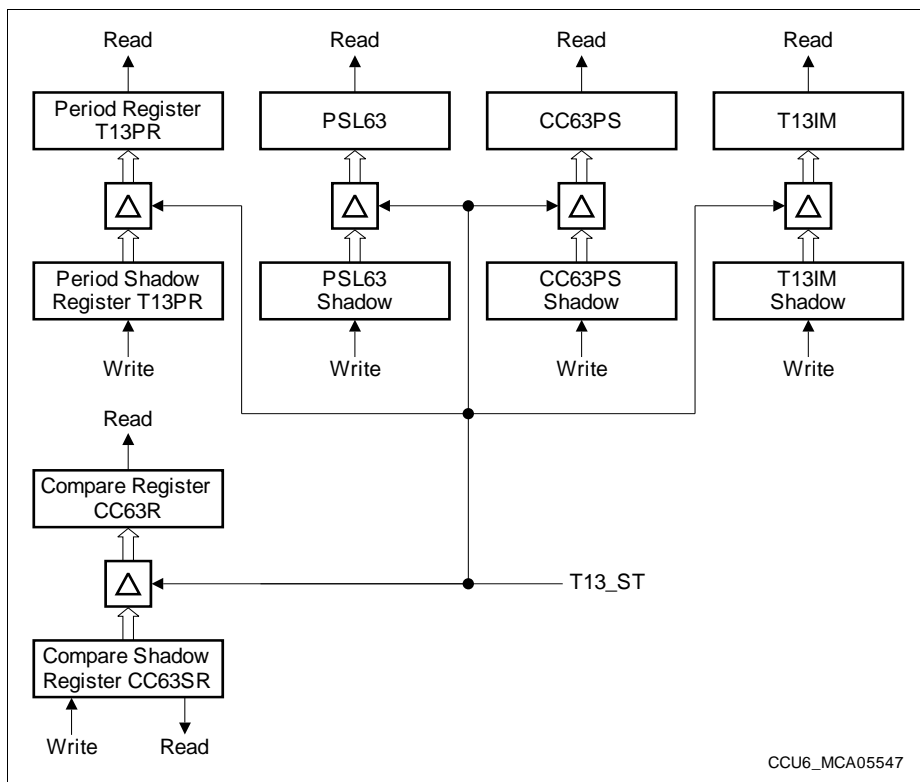 Read Read Read Read
Period Register T13PR
PSL63
CC63PS
T13IM
Period Shadow Register T13PR
PSL63 Shadow
CC63PS Shadow
T13IM Shadow
Write Write Write Write
Read
Compare Register CC63R
T13_ST
Compare Shadow Register CC63SR
Write Read
CCU6_MCA05547